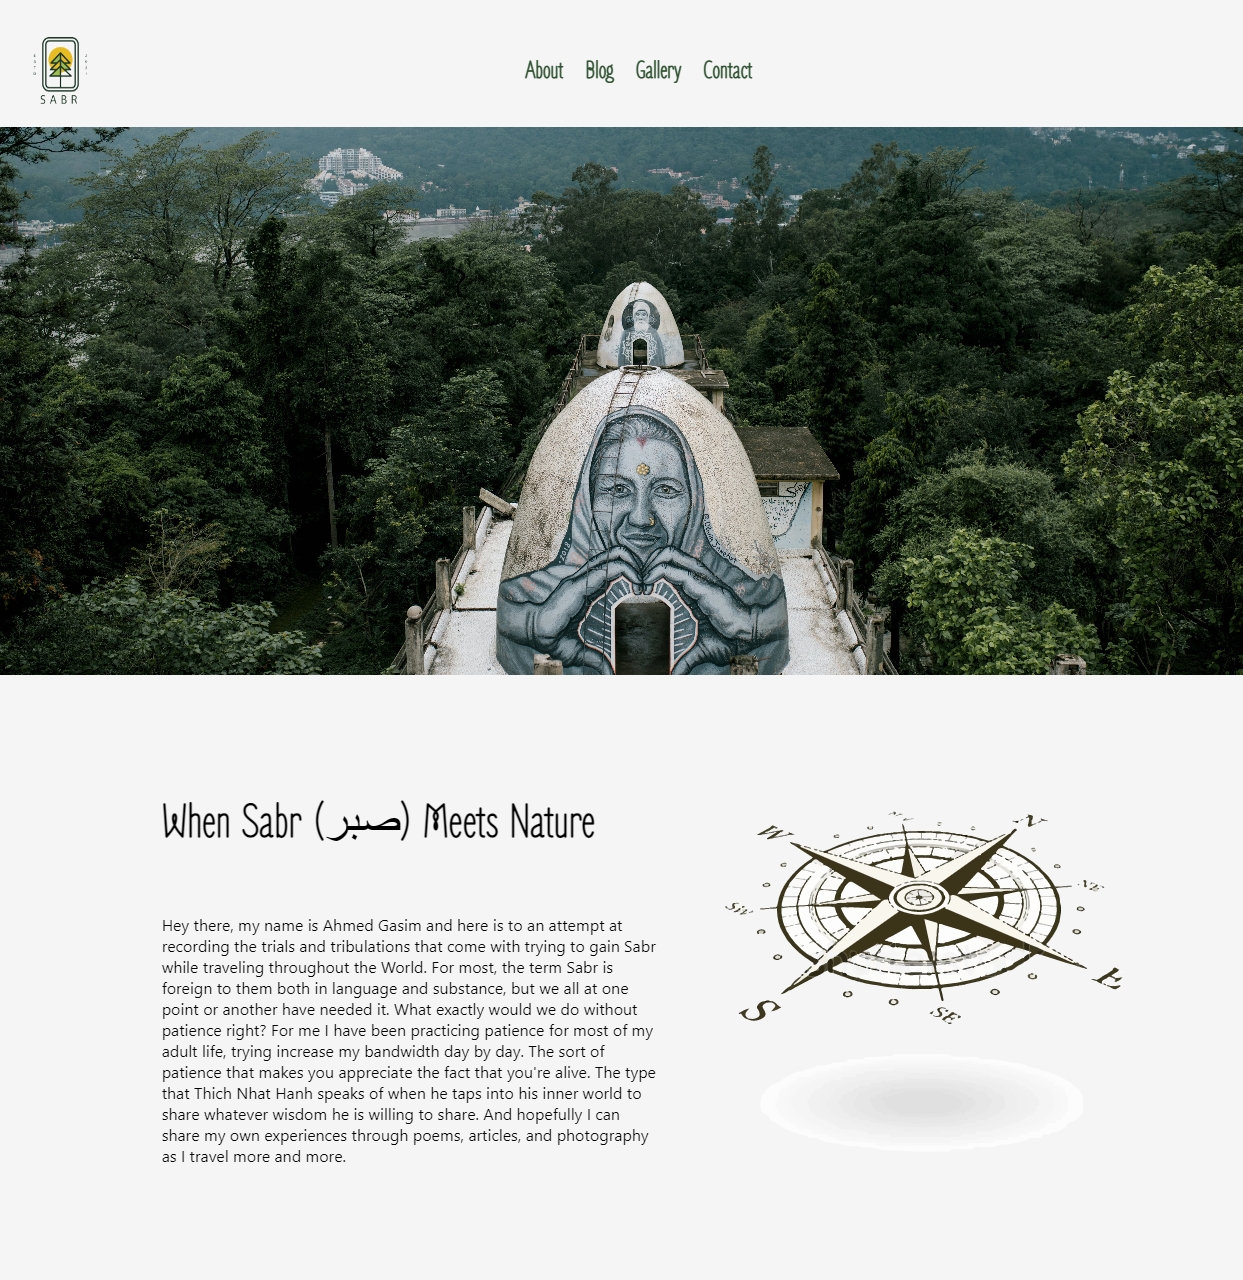 SABR
About Blog Gallery Contact
When Sabr (صبر) Meets Nature
Hey there, my name is Ahmed Gasim and here is to an attempt at
recording the trials and tribulations that come with trying to gain Sabr
while traveling throughout the World. For most, the term Sabr is
foreign to them both in language and substance, but we all at one
point or another have needed it. What exactly would we do without
patience right? For me I have been practicing patience for most of my
adult life, trying increase my bandwidth day by day. The sort of
patience that makes you appreciate the fact that you're alive. The type
that Thich Nhat Hanh speaks of when he taps into his inner world to
share whatever wisdom he is willing to share. And hopefully I can
share my own experiences through poems, articles, and photography
as I travel more and more.
W
N
NE
SW
E
S
SE